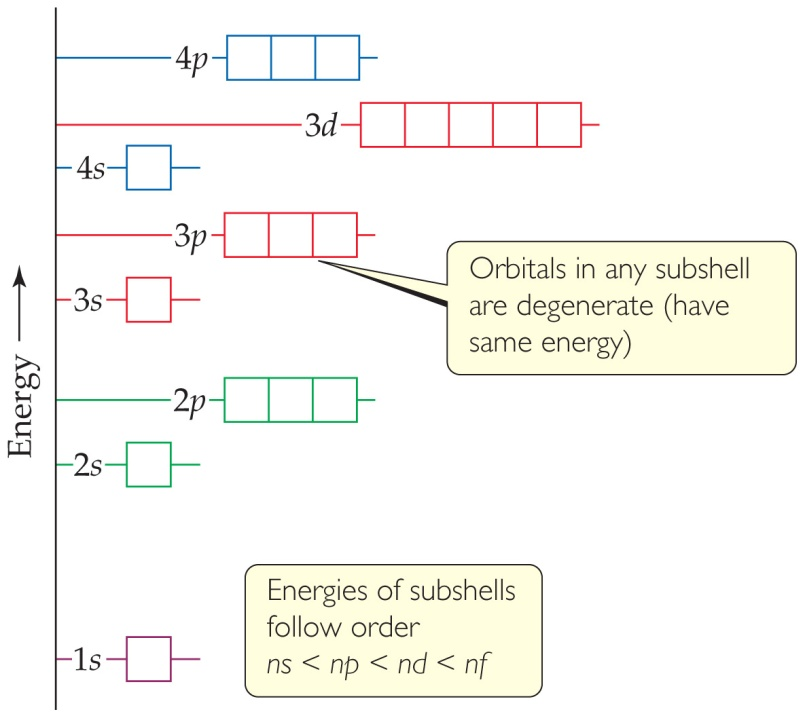 4p
3d
4s
3p
Orbitals in any subshell
are degenerate (have
same energy)
3s
Energy
2p
2s
Energies of subshells
follow order
ns < np < nd < nf
1s